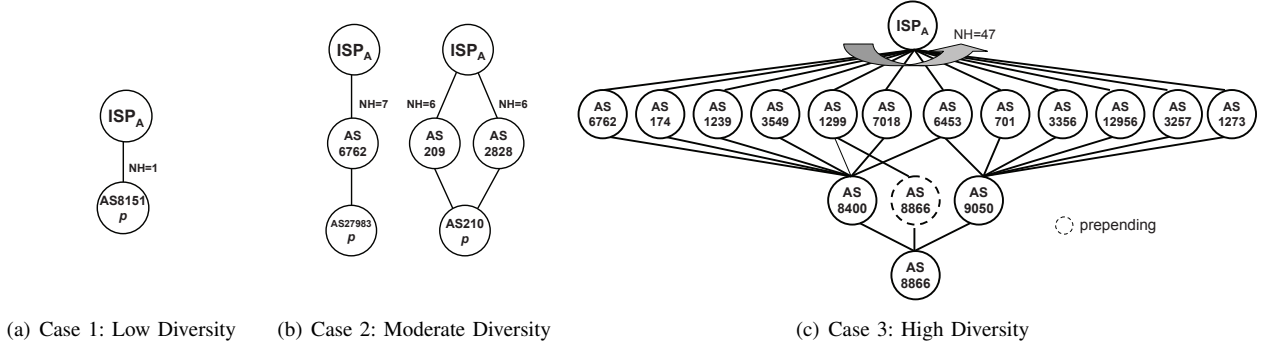 ISPA
NH=1
AS8151
p
ISPA
NH=7
AS
6762
AS27983
p
ISPA
NH=6
NH=6
AS
209
AS
2828
AS210
p
ISPA
NH=47
AS
6762
AS
174
AS
1239
AS
3549
AS
1299
AS
7018
AS
6453
AS
701
AS
3356
AS
12956
AS
3257
AS
1273
AS
8400
AS
8866
AS
9050
prepending
AS
8866
(a) Case 1: Low Diversity
(b) Case 2: Moderate Diversity
(c) Case 3: High Diversity